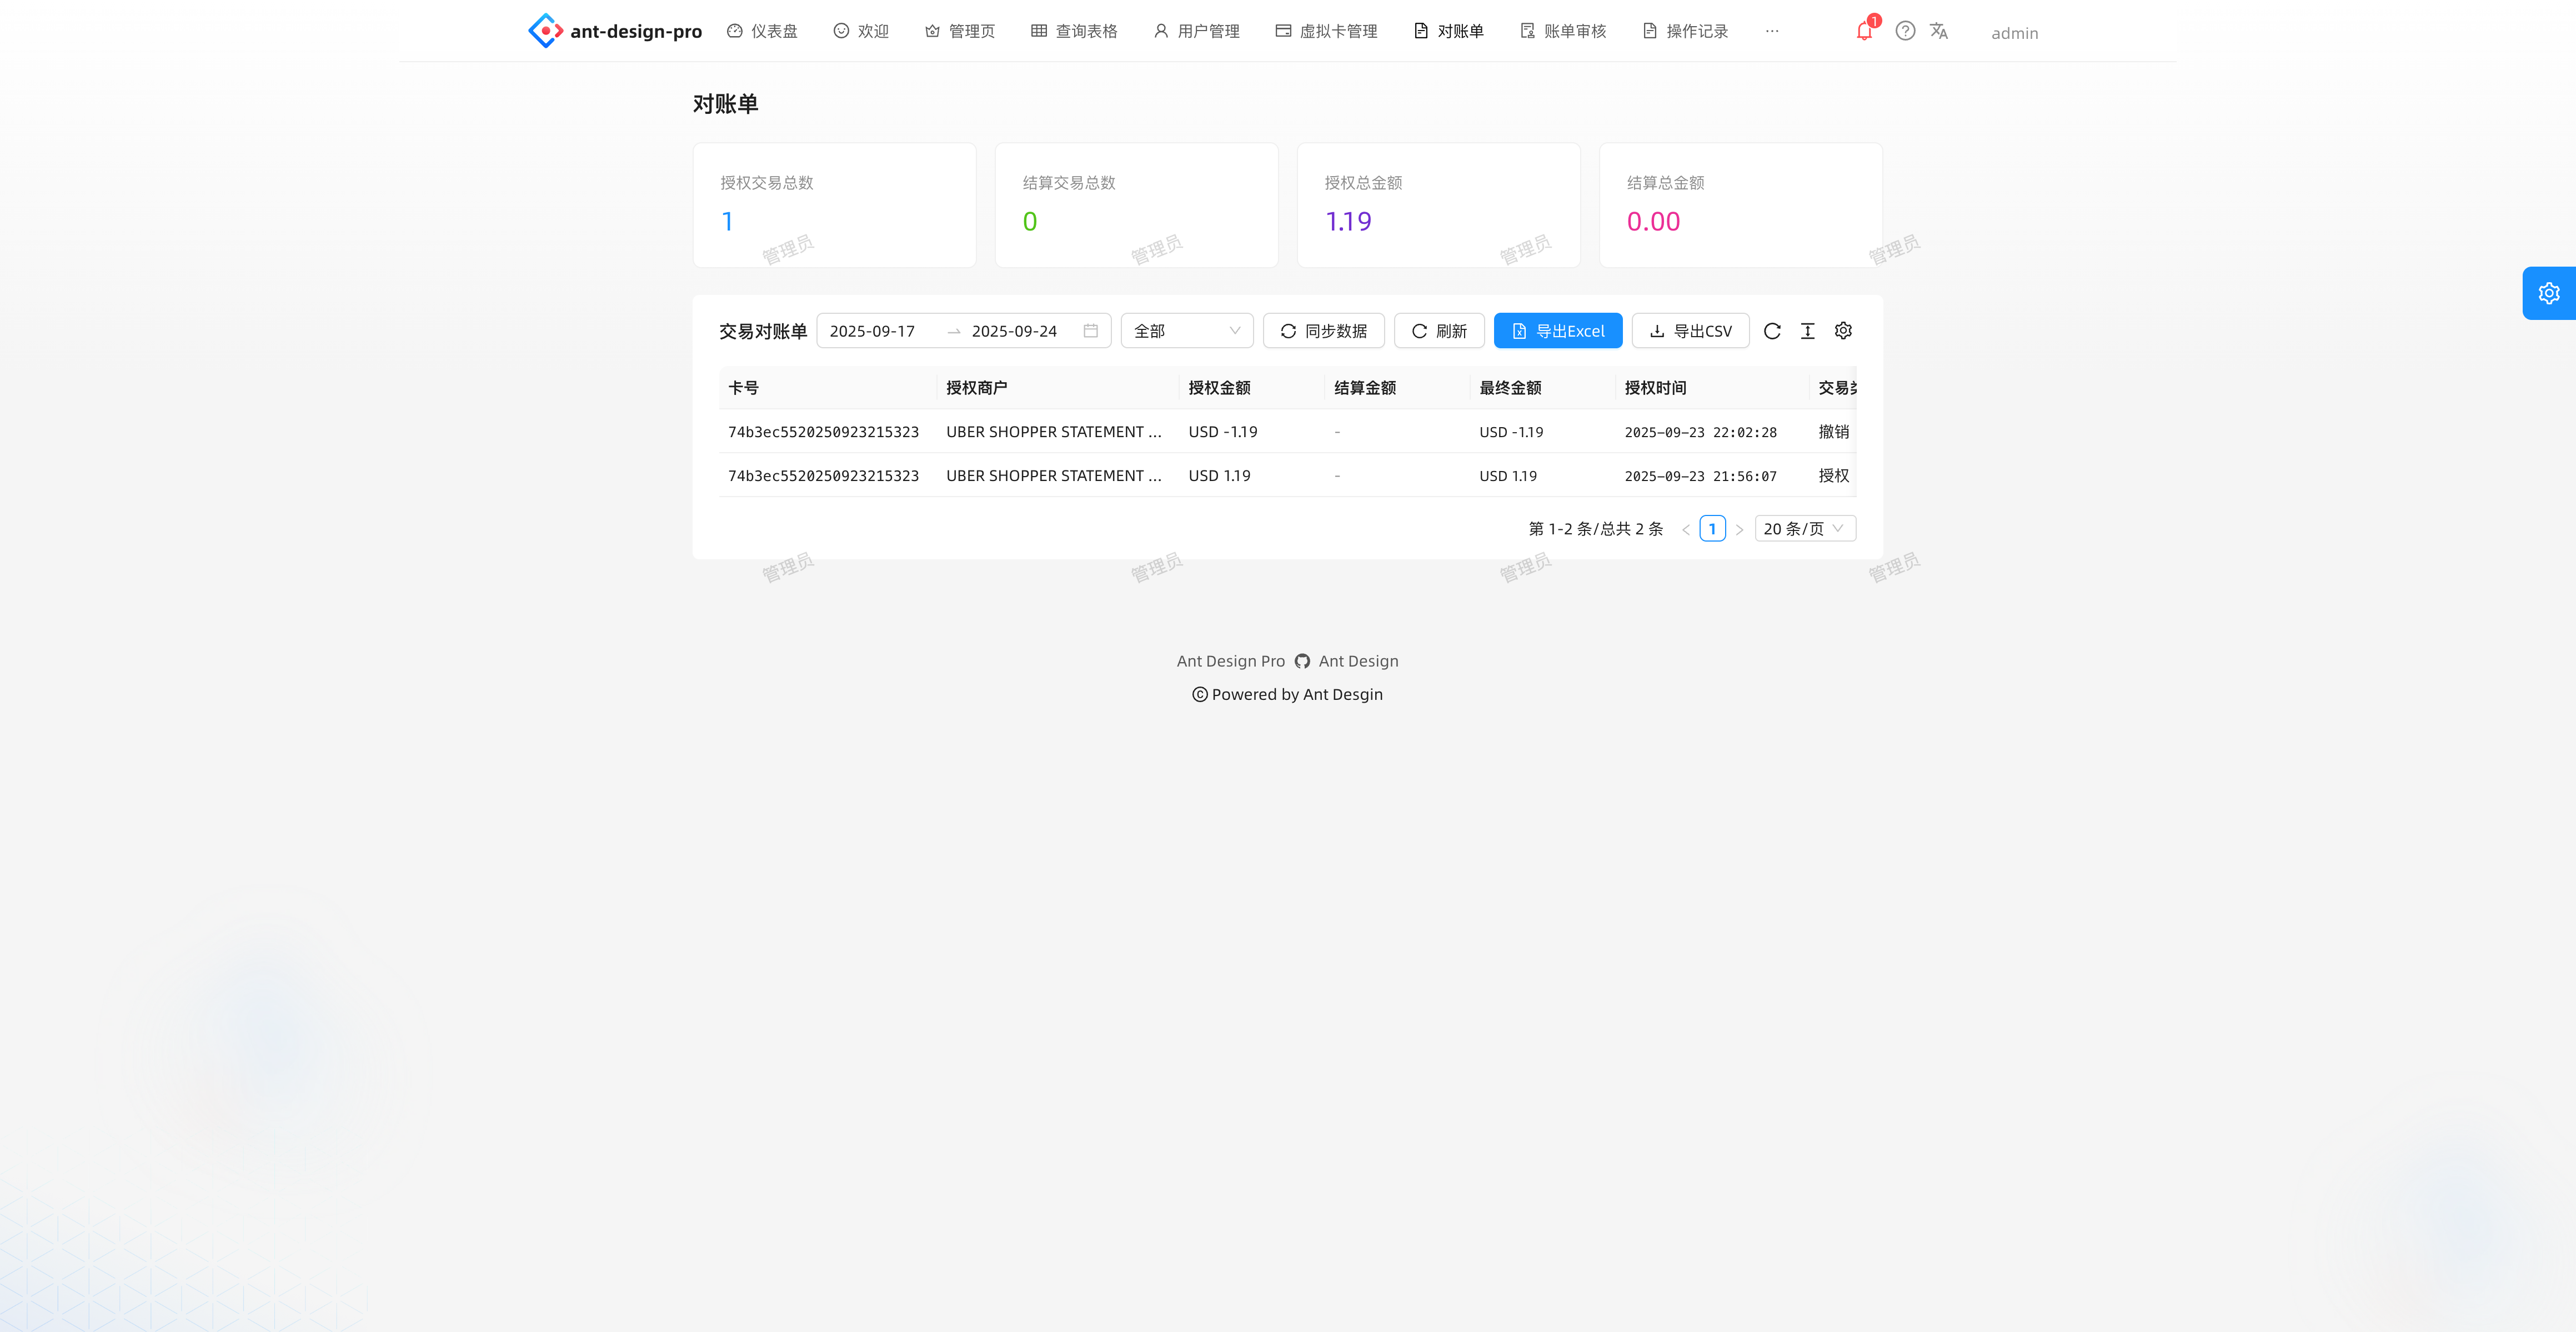 ant-design-pro 仪表盘 欢迎 管理页 查询表格 用户管理 虚拟卡管理 对账单 账单审核 操作记录 ··· 1 admin
对账单
授权交易总数 结算交易总数 授权总金额 结算总金额
1 0 1.19 0.00
管理员 管理员 管理员 管理员
交易对账单 2025-09-17 → 2025-09-24 全部 同步数据 刷新 导出Excel 导出CSV
卡号 授权商户 授权金额 结算金额 最终金额 授权时间 交易
74b3ec5520250923215323 UBER SHOPPER STATEMENT ... USD -1.19 - USD -1.19 2025-09-23 22:02:28 撤销
74b3ec5520250923215323 UBER SHOPPER STATEMENT ... USD 1.19 - USD 1.19 2025-09-23 21:56:07 授权
第 1-2 条/总共 2 条 < 1 > 20 条/页
管理员 管理员 管理员 管理员
Ant Design Pro Ant Design
© Powered by Ant Desgin